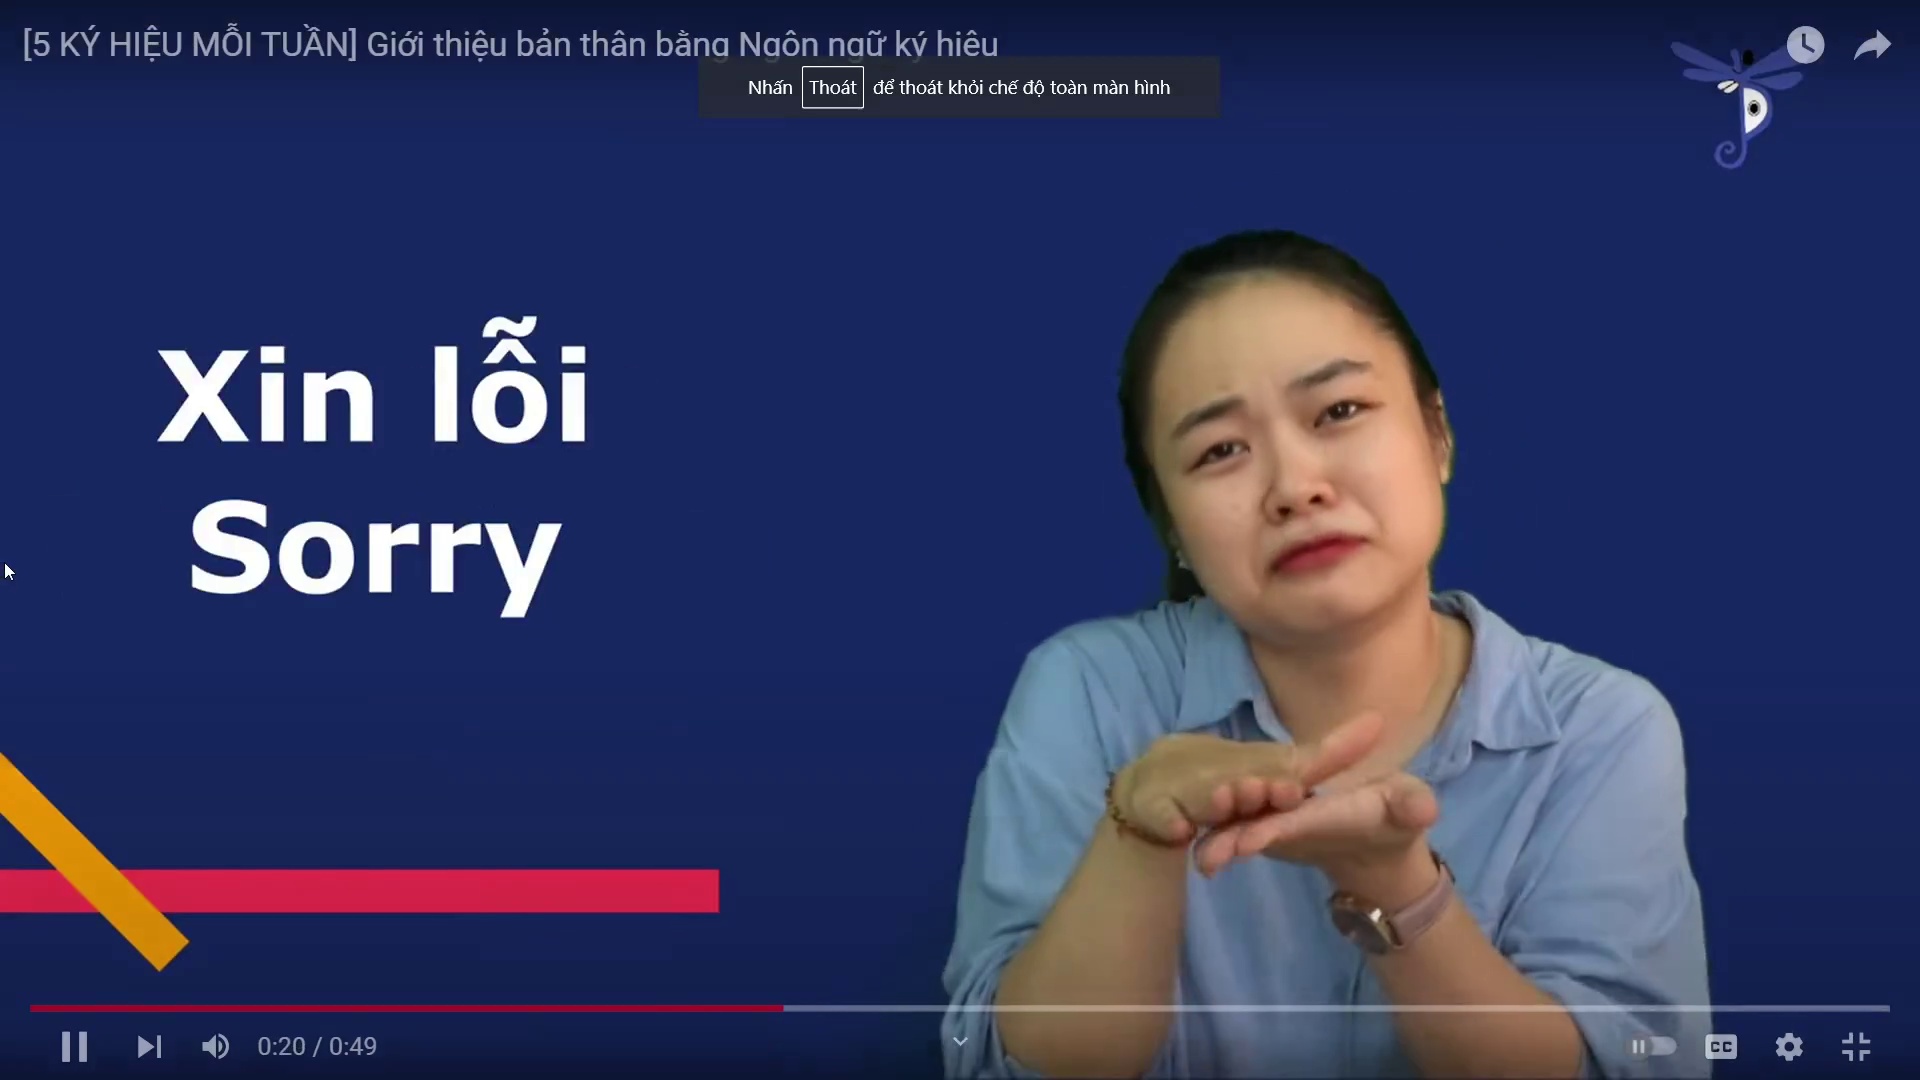 [5 KÝ HIỆU MỖI TUẦN] Giới thiệu bản thân bằng Ngôn ngữ ký hiệu
Nhấn Thoát để thoát khỏi chế độ toàn màn hình
Xin lỗi
Sorry
0:20 / 0:49
CC